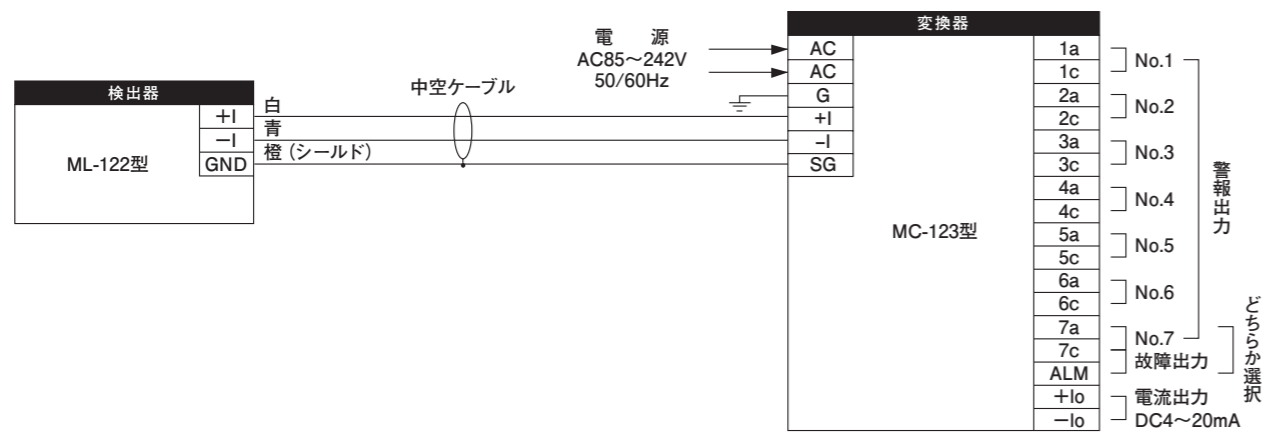 変換器
電　源
AC85〜242V
50/60Hz
中空ケーブル
検出器
ML-122型
+I
−I
GND
白
青
橙（シールド）
AC
AC
G
+I
−I
SG
MC-123型
1a
1c
2a
2c
3a
3c
4a
4c
5a
5c
6a
6c
7a
7c
ALM
+Io
−Io
No.1
No.2
No.3
No.4
No.5
No.6
No.7
故障出力
電流出力
DC4〜20mA
警報出力
どちらか選択